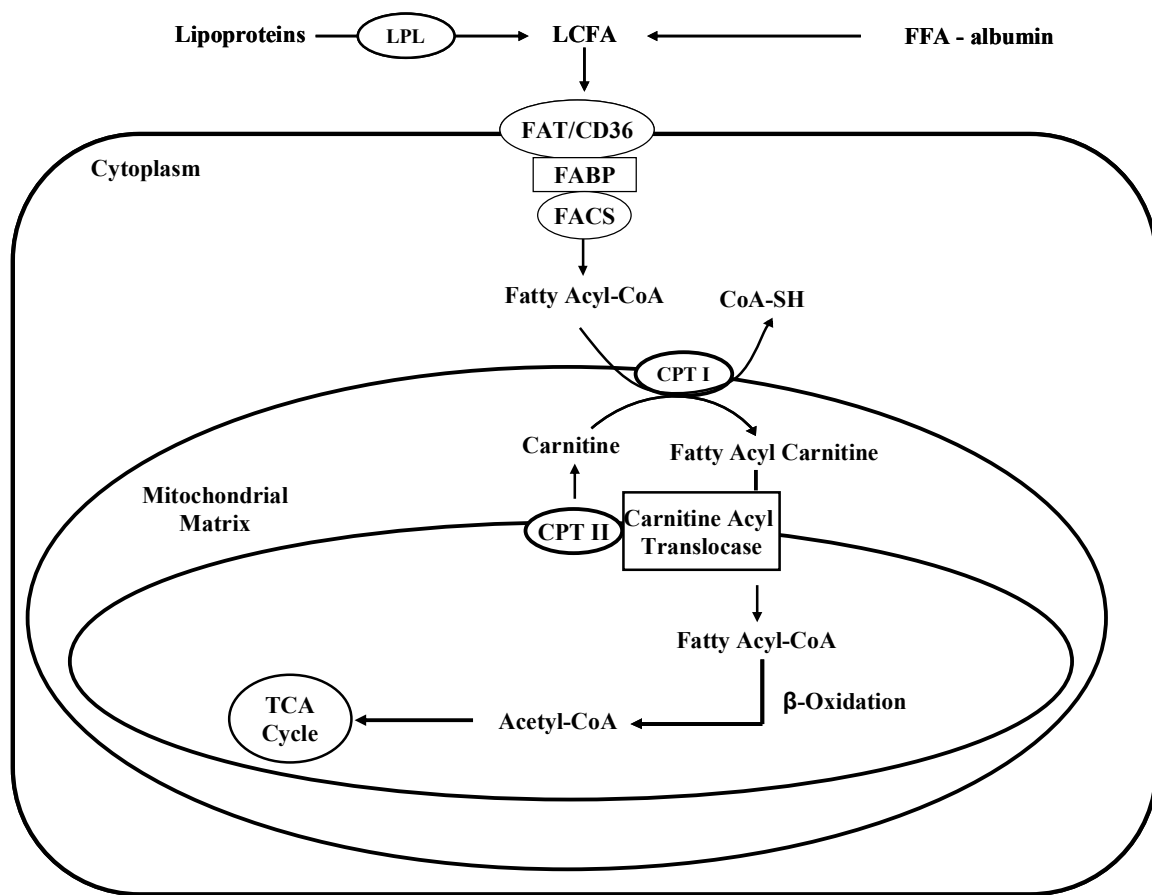 Lipoproteins
LPL
LCFA
FFA - albumin
FAT/CD36
Cytoplasm
FABP
FACS
Fatty Acyl-CoA
CoA-SH
CPT I
Carnitine
Fatty Acyl Carnitine
Mitochondrial
Matrix
CPT II
Carnitine Acyl
Translocase
Fatty Acyl-CoA
β-Oxidation
Acetyl-CoA
TCA
Cycle